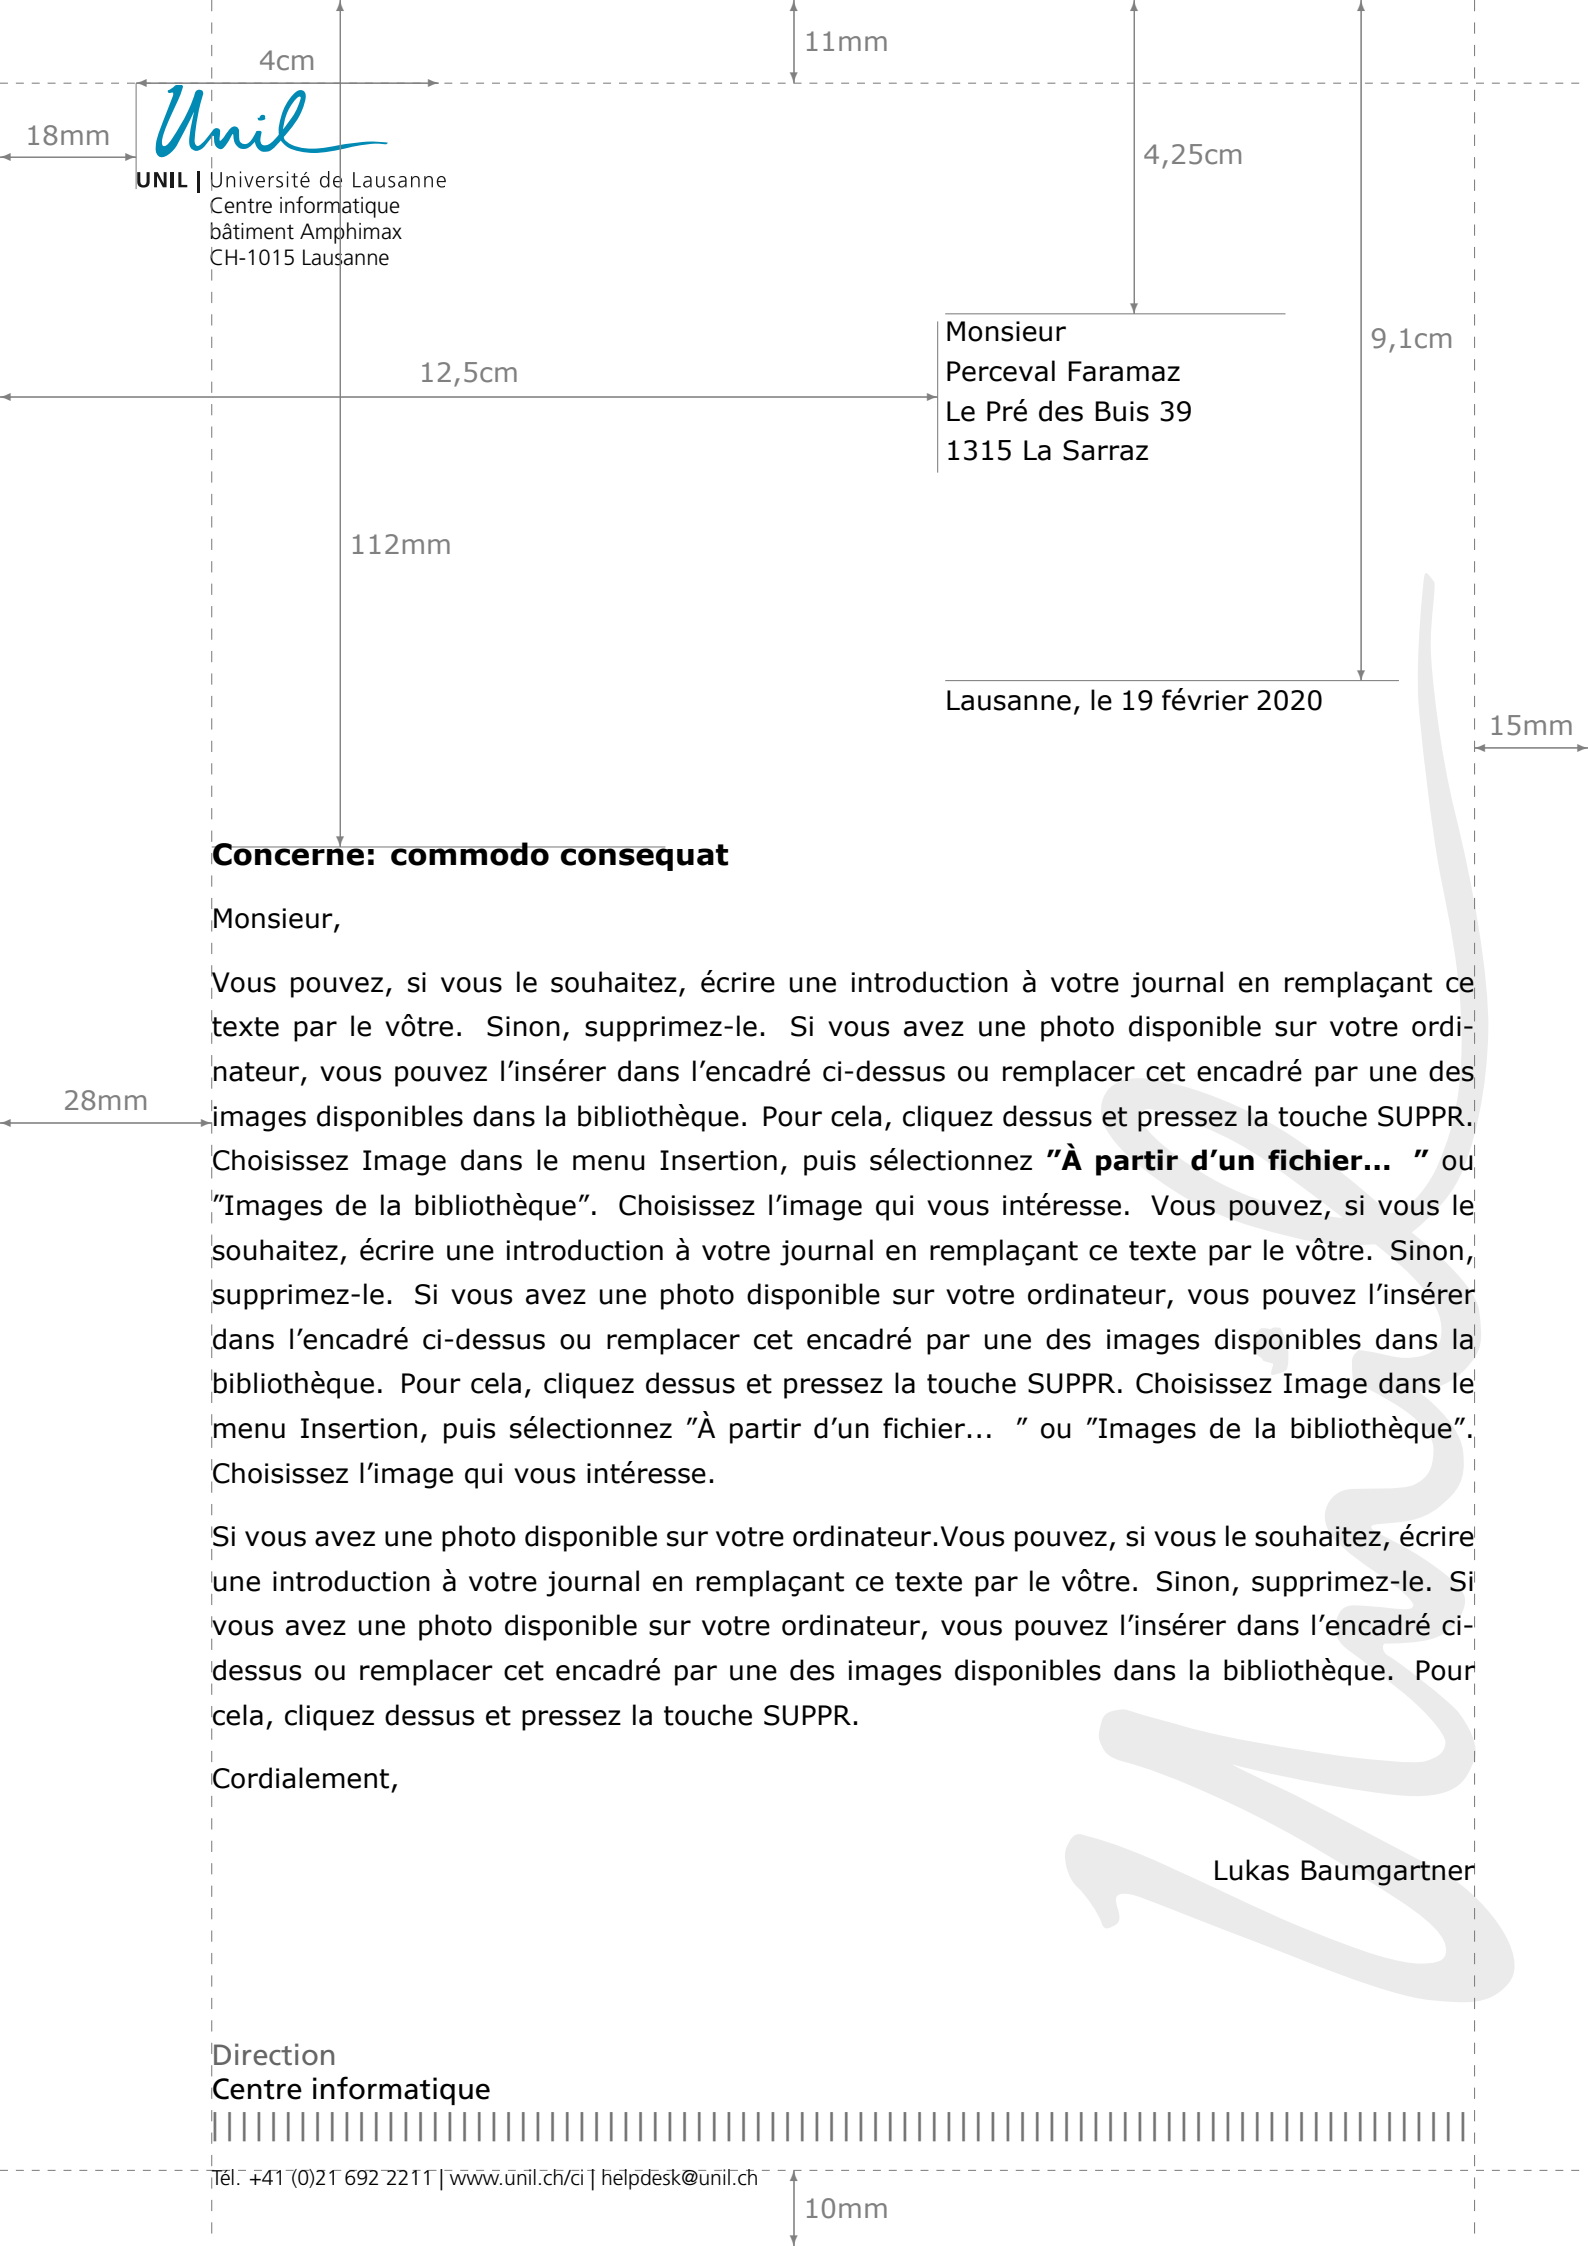 11mm
4cm
Unil
18mm
4,25cm
UNIL | Université de Lausanne
Centre informatique
bâtiment Amphimax
CH-1015 Lausanne
Monsieur
9,1cm
12,5cm
Perceval Faramaz
Le Pré des Buis 39
1315 La Sarraz
112mm
Lausanne, le 19 février 2020
15mm
Concerne: commodo consequat
Monsieur,
Vous pouvez, si vous le souhaitez, écrire une introduction à votre journal en remplaçant ce
texte par le vôtre. Sinon, supprimez-le. Si vous avez une photo disponible sur votre ordi-
nateur, vous pouvez l’insérer dans l’encadré ci-dessus ou remplacer cet encadré par une des
28mm
images disponibles dans la bibliothèque. Pour cela, cliquez dessus et pressez la touche SUPPR.
Choisissez Image dans le menu Insertion, puis sélectionnez ”À partir d’un fichier... ” ou
”Images de la bibliothèque”. Choisissez l’image qui vous intéresse. Vous pouvez, si vous le
souhaitez, écrire une introduction à votre journal en remplaçant ce texte par le vôtre. Sinon,
supprimez-le. Si vous avez une photo disponible sur votre ordinateur, vous pouvez l’insérer
dans l’encadré ci-dessus ou remplacer cet encadré par une des images disponibles dans la
bibliothèque. Pour cela, cliquez dessus et pressez la touche SUPPR. Choisissez Image dans le
menu Insertion, puis sélectionnez ”À partir d’un fichier... ” ou ”Images de la bibliothèque”.
Choisissez l’image qui vous intéresse.
Si vous avez une photo disponible sur votre ordinateur.Vous pouvez, si vous le souhaitez, écrire
une introduction à votre journal en remplaçant ce texte par le vôtre. Sinon, supprimez-le. Si
vous avez une photo disponible sur votre ordinateur, vous pouvez l’insérer dans l’encadré ci-
dessus ou remplacer cet encadré par une des images disponibles dans la bibliothèque. Pour
cela, cliquez dessus et pressez la touche SUPPR.
Cordialement,
Lukas Baumgartner
Unil
Direction
Centre informatique
Tél. +41 (0)21 692 2211 | www.unil.ch/ci | helpdesk@unil.ch
10mm